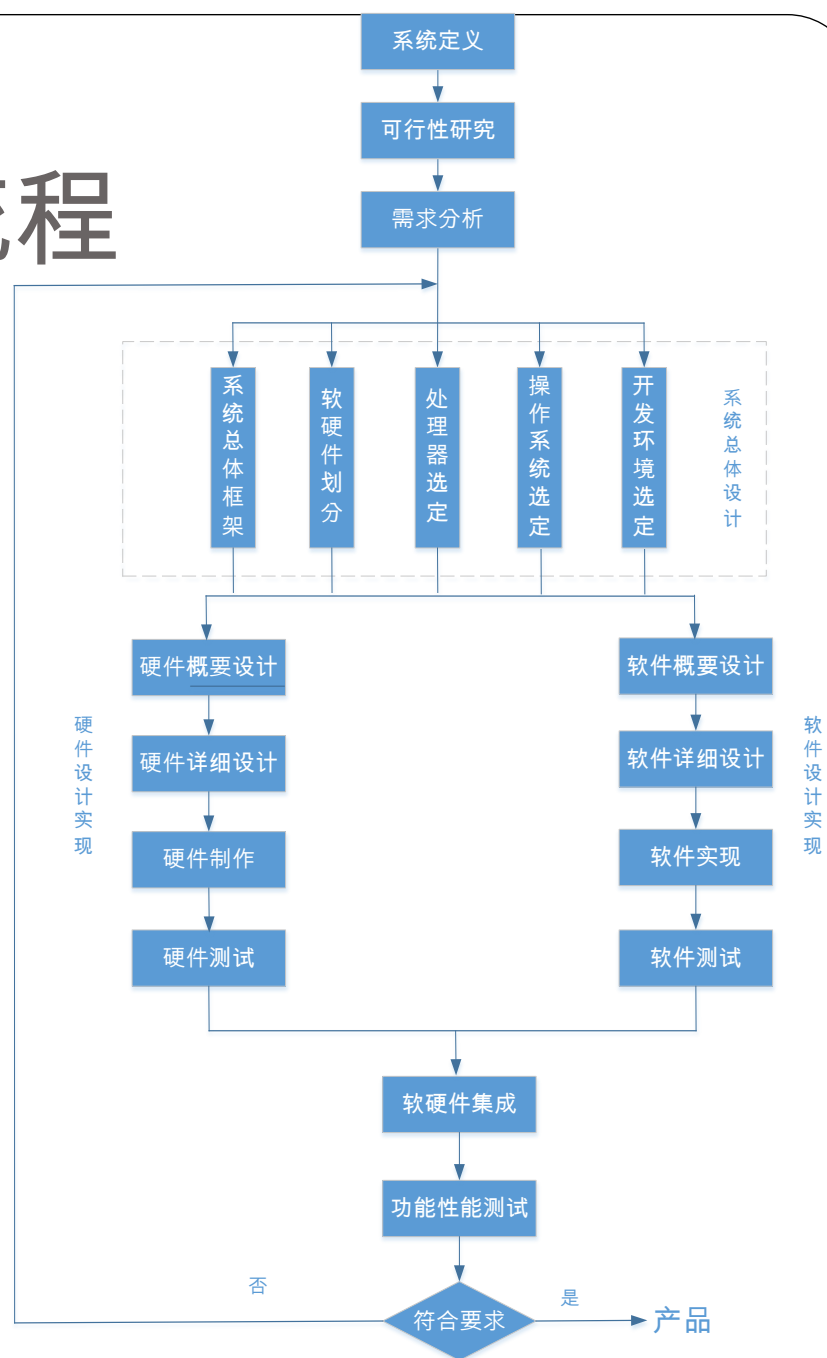 系统定义
可行性研究
流程
需求分析
系统总体框架
软硬件划分
处理器选定
操作系统选定
开发环境选定
系统总体设计
硬件概要设计
软件概要设计
硬件设计实现
硬件详细设计
软件详细设计
软件设计实现
硬件制作
软件实现
硬件测试
软件测试
软硬件集成
功能性能测试
否
是
符合要求
产品